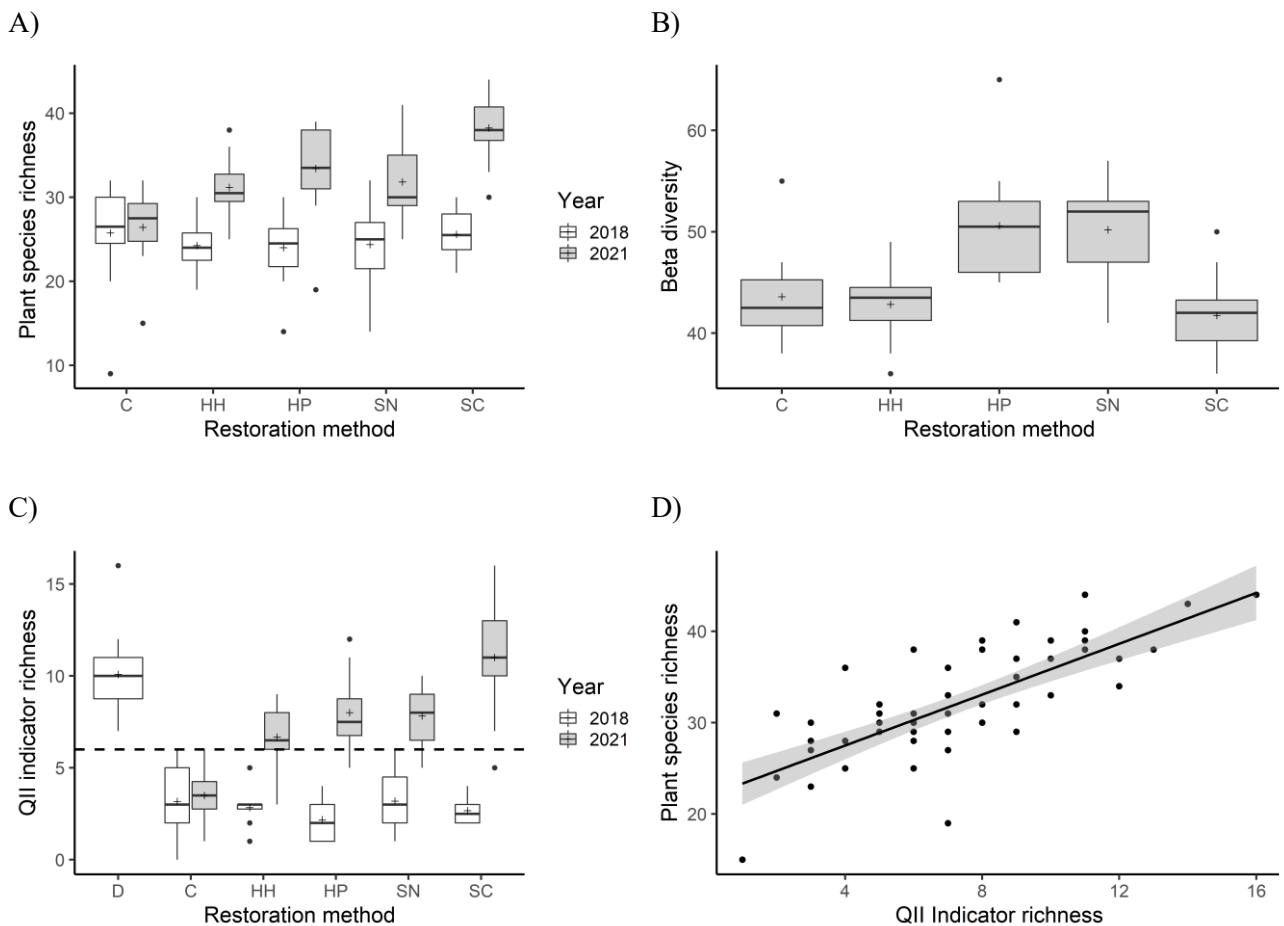 A)
Plant species richness
40
30
20
10
C HH HP SN SC
Restoration method
Year
2018
2021
B)
Beta diversity
60
50
40
C HH HP SN SC
Restoration method
C)
QII indicator richness
15
10
5
0
D C HH HP SN SC
Restoration method
Year
2018
2021
D)
Plant species richness
40
30
20
4 8 12 16
QII Indicator richness